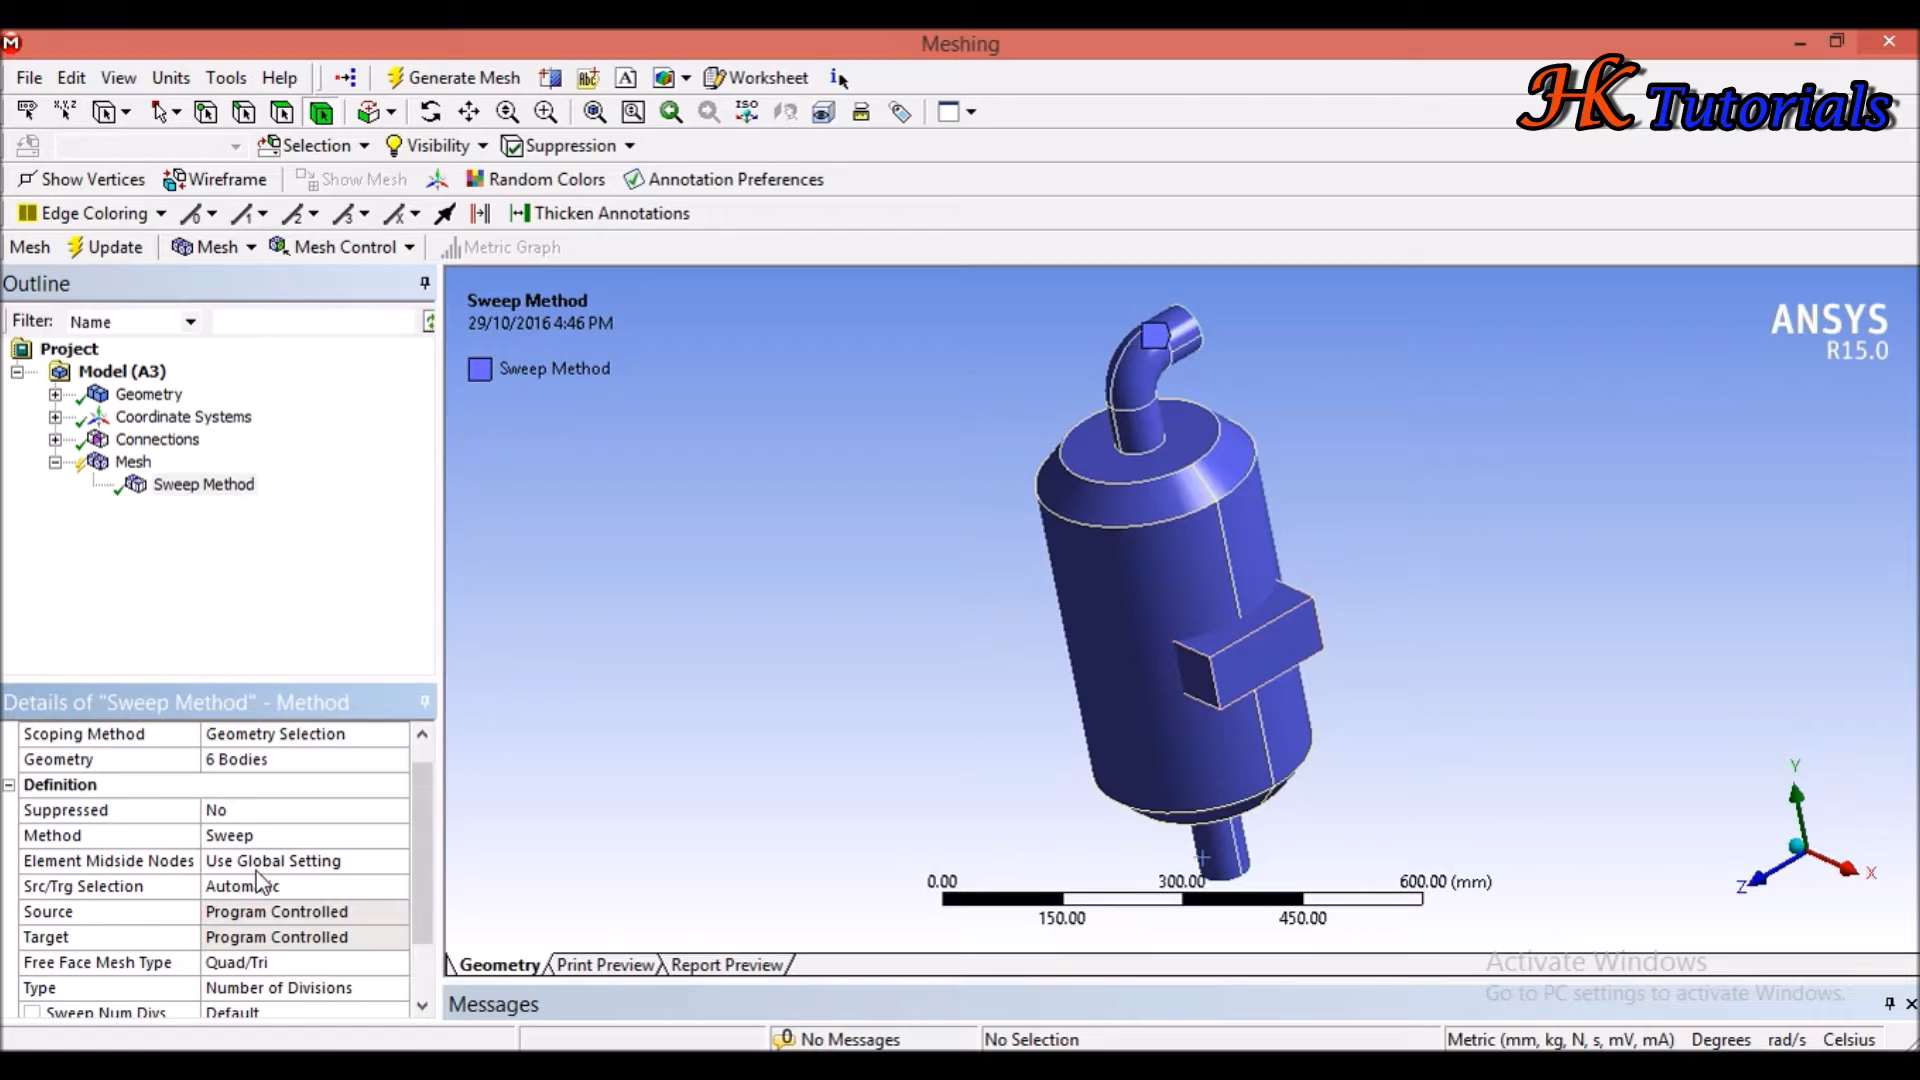 Meshing
HK Tutorials
File Edit View Units Tools Help Generate Mesh Worksheet
Selection Visibility Suppression
Show Vertices Wireframe Show Mesh Random Colors Annotation Preferences
Edge Coloring Thicken Annotations
Mesh Update Mesh Mesh Control Metric Graph
Outline
Filter: Name
Project
Model (A3)
Geometry
Coordinate Systems
Connections
Mesh
Sweep Method
Details of "Sweep Method" - Method
Scoping Method Geometry Selection
Geometry 6 Bodies
Definition
Suppressed No
Method Sweep
Element Midside Nodes Use Global Setting
Src/Trg Selection
Source Program Controlled
Target Program Controlled
Free Face Mesh Type Quad/Tri
Type Number of Divisions
Sweep Num Divs Default
Sweep Method
29/10/2016 4:46 PM
Sweep Method
ANSYS
R15.0
Y
X
Z
0.00 300.00 600.00 (mm)
150.00 450.00
Geometry Print Preview Report Preview
Activate Windows
Go to PC settings to activate Windows.
Messages
No Messages No Selection Metric (mm, kg, N, s, mV, mA) Degrees rad/s Celsius